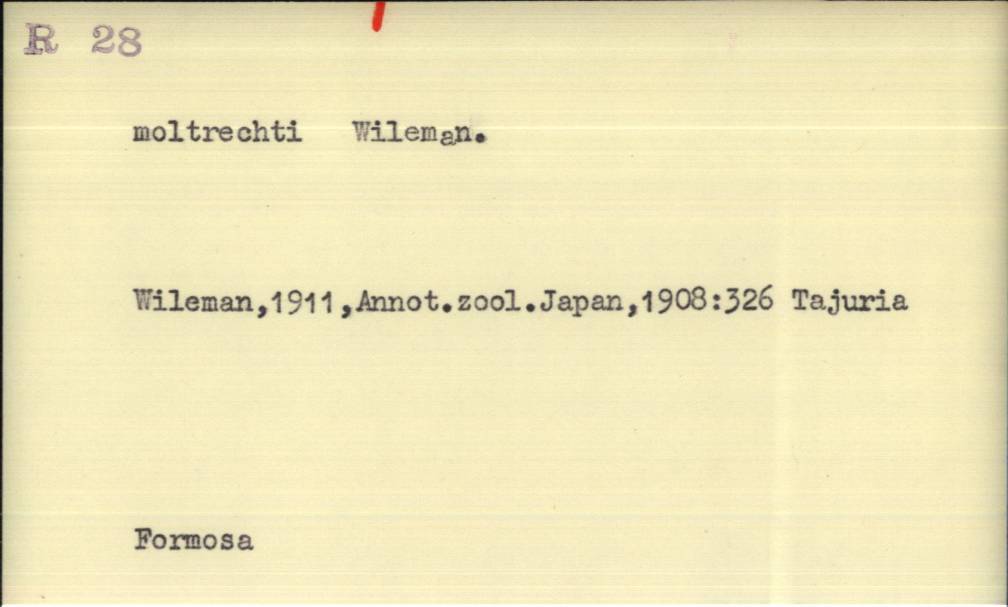 R 28
moltrechti Wileman.
Wileman,1911,Annot.zool.Japan,1908:326 Tajuria
Formosa